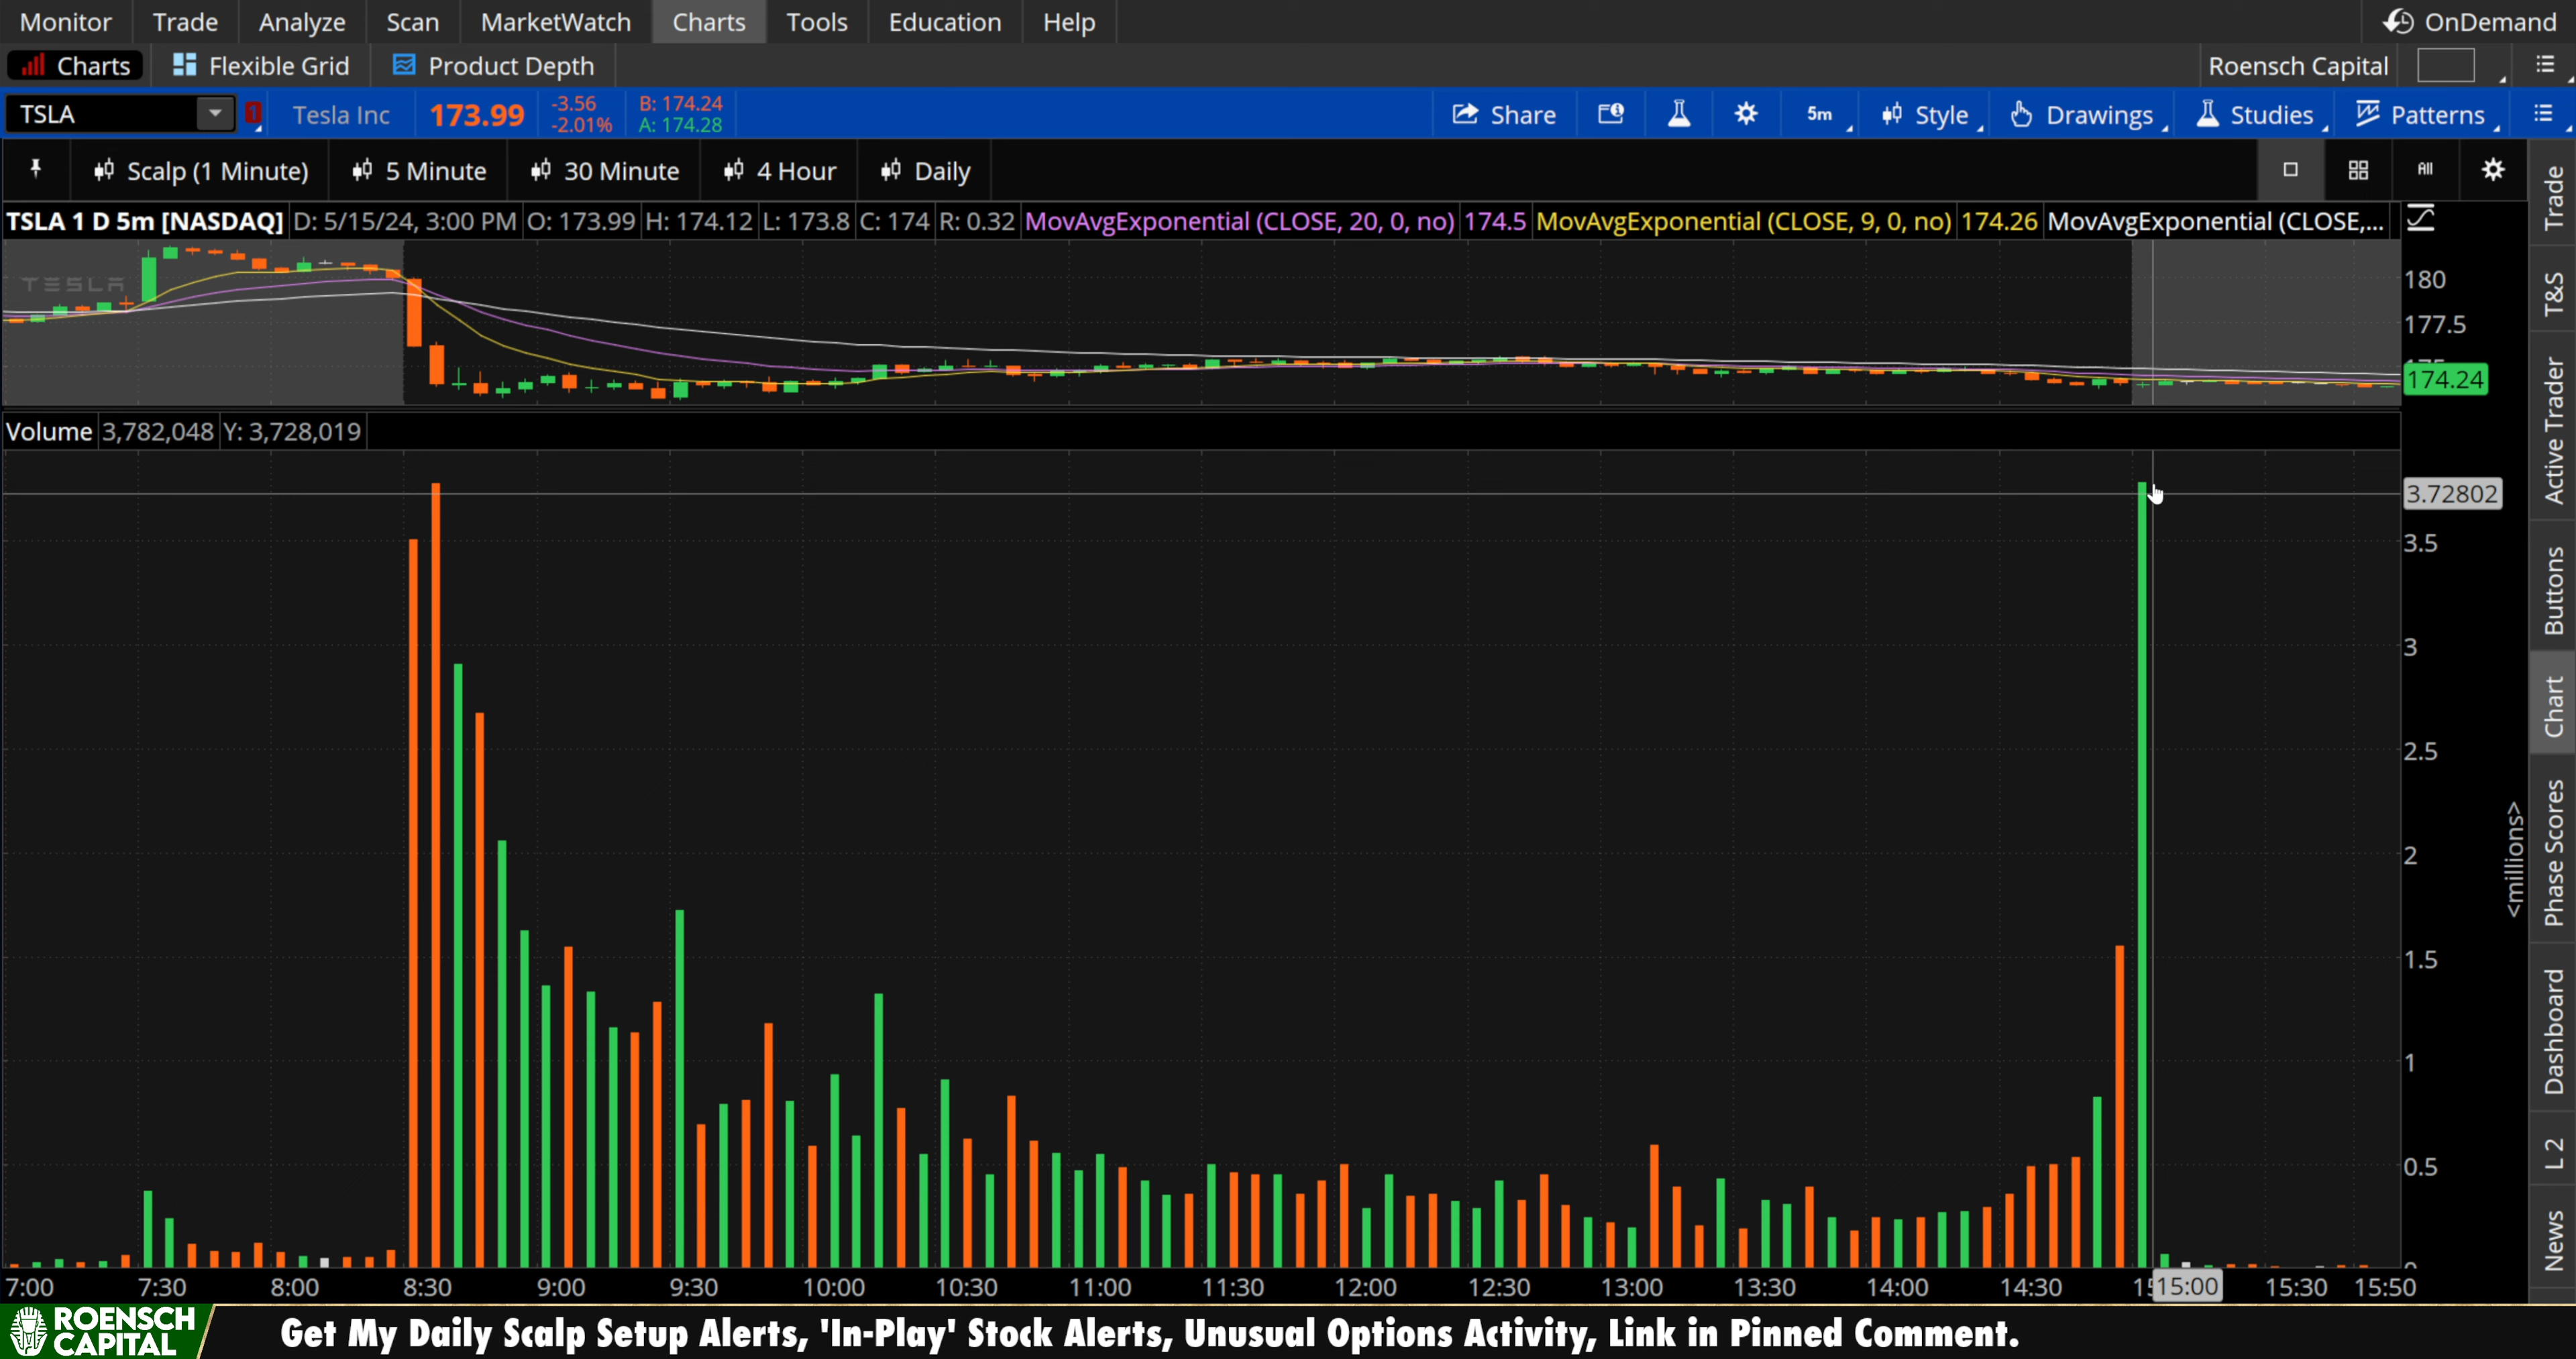 Monitor Trade Analyze Scan MarketWatch Charts Tools Education Help OnDemand
Charts Flexible Grid Product Depth Roensch Capital
TSLA 1 Tesla Inc 173.99 -3.56 B: 174.24 Share 5m Style Drawings Studies Patterns
-2.01% A: 174.28
Scalp (1 Minute) 5 Minute 30 Minute 4 Hour Daily All
TSLA 1 D 5m [NASDAQ] D: 5/15/24, 3:00 PM O: 173.99 H: 174.12 L: 173.8 C: 174 R: 0.32 MovAvgExponential (CLOSE, 20, 0, no) 174.5 MovAvgExponential (CLOSE, 9, 0, no) 174.26 MovAvgExponential (CLOSE,...
TESLA
180
177.5
174.24
Volume 3,782,048 Y: 3,728,019
3.72802
3.5
3
2.5
2
1.5
1
0.5
0
<millions>
7:00 7:30 8:00 8:30 9:00 9:30 10:00 10:30 11:00 11:30 12:00 12:30 13:00 13:30 14:00 14:30 15:00 15:30 15:50
Trade
T&S
Active Trader
Buttons
Chart
Phase Scores
Dashboard
L 2
News
ROENSCH
CAPITAL
Get My Daily Scalp Setup Alerts, 'In-Play' Stock Alerts, Unusual Options Activity, Link in Pinned Comment.